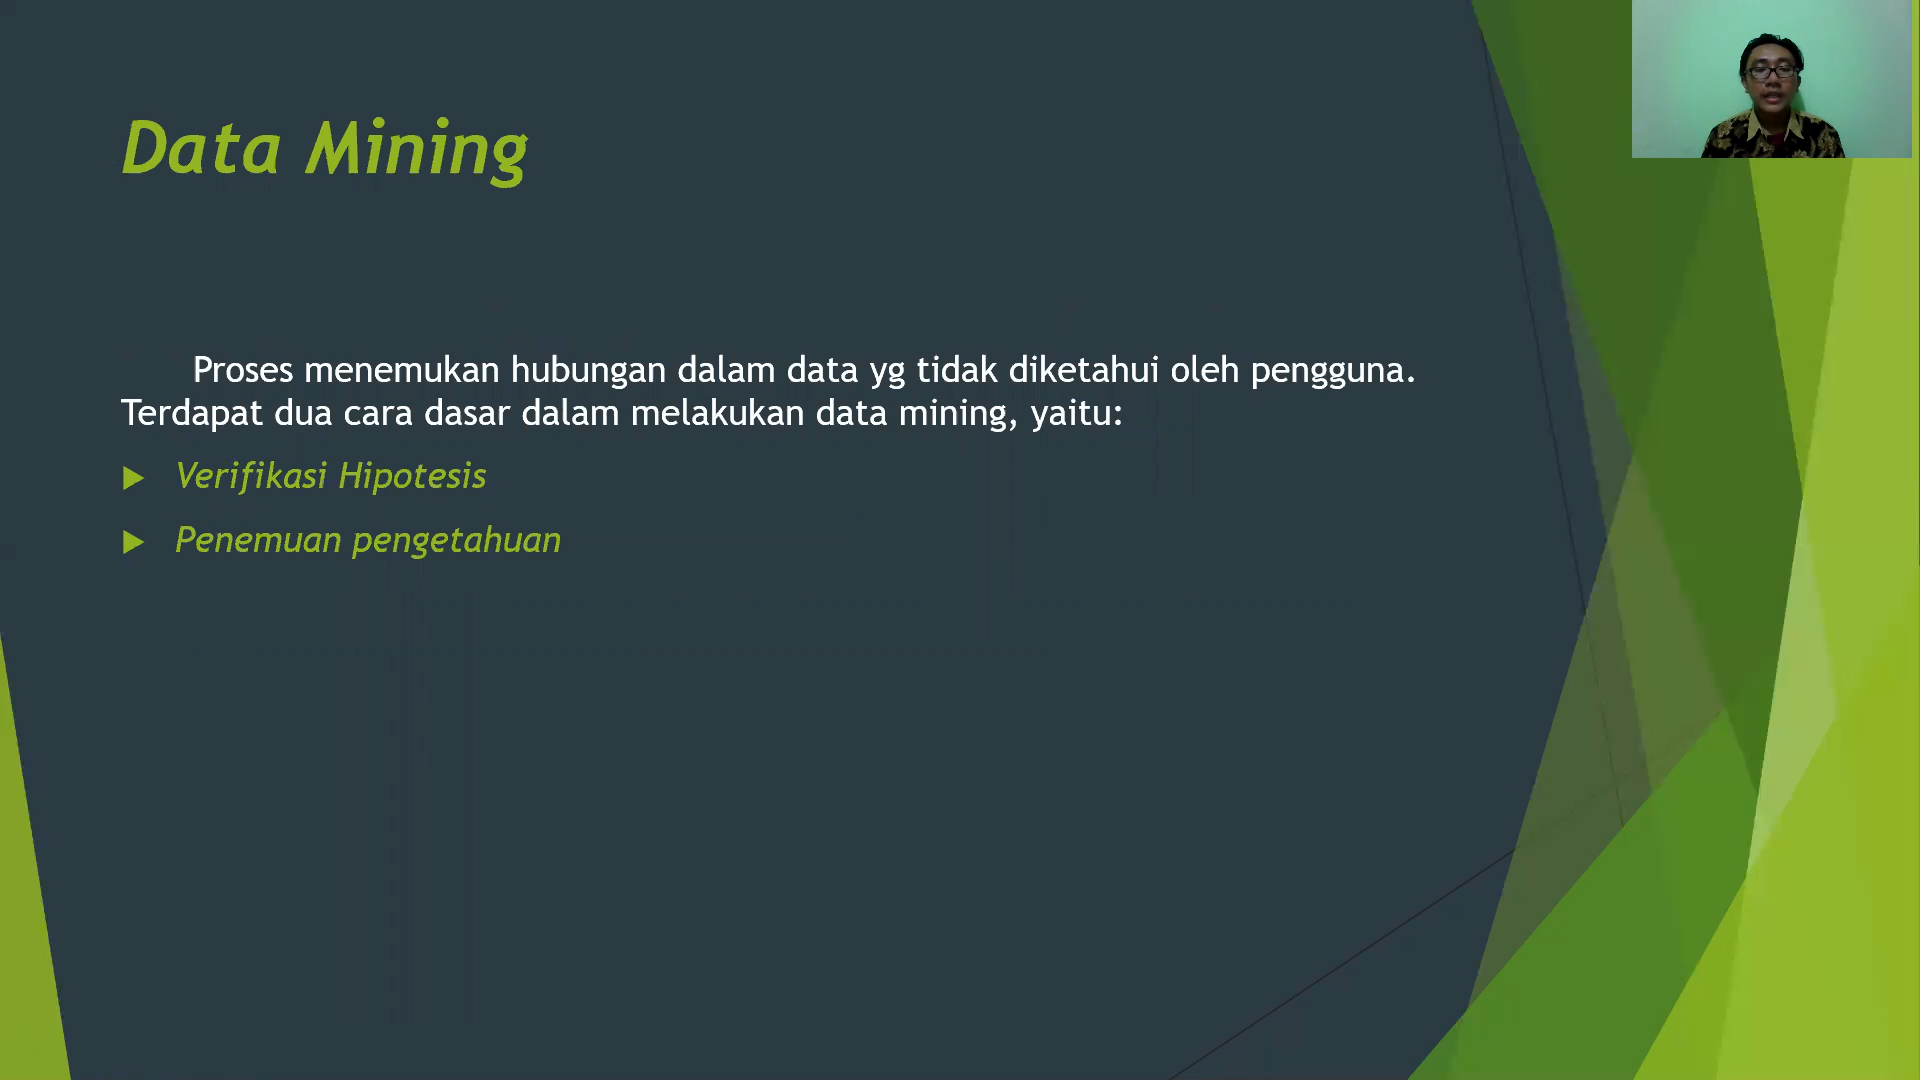 Data Mining
Proses menemukan hubungan dalam data yg tidak diketahui oleh pengguna.
Terdapat dua cara dasar dalam melakukan data mining, yaitu:
Verifikasi Hipotesis
Penemuan pengetahuan